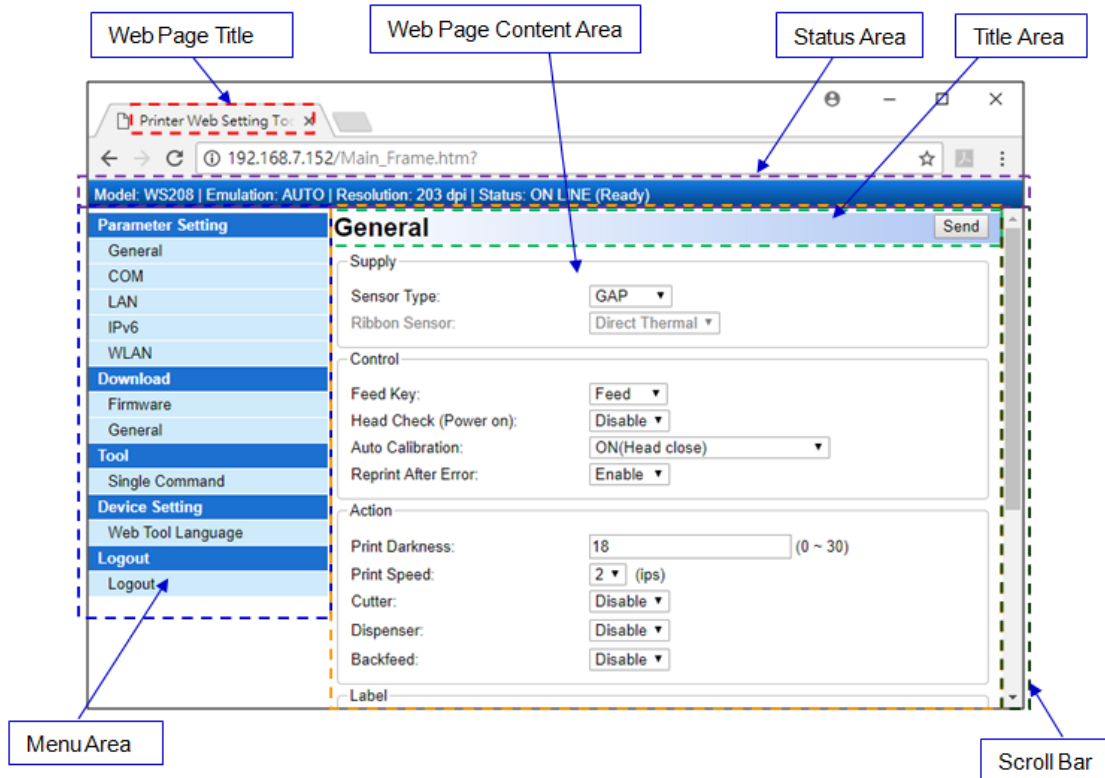 Web Page Title
Web Page Content Area
Status Area
Title Area
Printer Web Setting Too
192.168.7.152/Main_Frame.htm?
Model: WS208 | Emulation: AUTO | Resolution: 203 dpi | Status: ON LINE (Ready)
Parameter Setting
General
COM
LAN
IPv6
WLAN
Download
Firmware
General
Tool
Single Command
Device Setting
Web Tool Language
Logout
Logout
General
Send
Supply
Sensor Type: GAP
Ribbon Sensor: Direct Thermal
Control
Feed Key: Feed
Head Check (Power on): Disable
Auto Calibration: ON(Head close)
Reprint After Error: Enable
Action
Print Darkness: 18 (0 ~ 30)
Print Speed: 2 (ips)
Cutter: Disable
Dispenser: Disable
Backfeed: Disable
Label
Menu Area
Scroll Bar